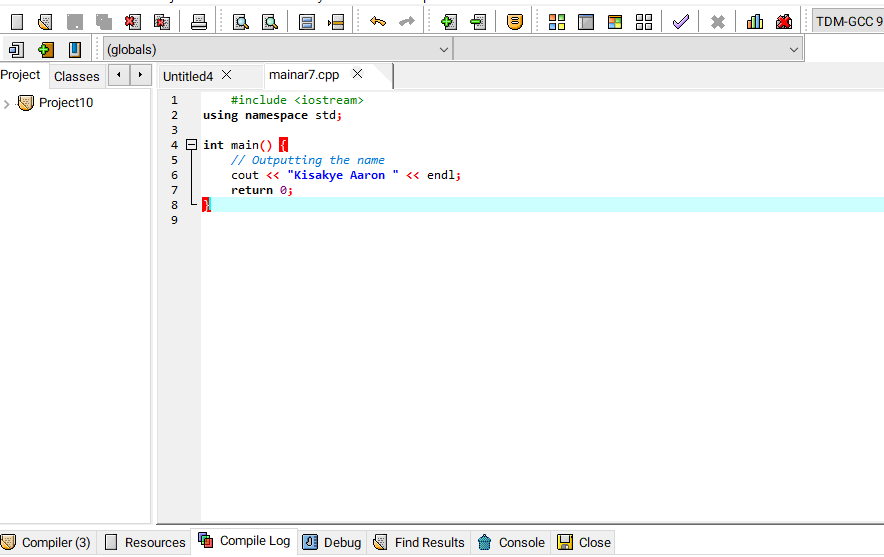 TDM-GCC 9
(globals)
Project
Classes
Untitled4
mainar7.cpp
Project10
1 #include <iostream>
2 using namespace std;
3
4 int main() {
5 // Outputting the name
6 cout << "Kisakye Aaron " << endl;
7 return 0;
8 }
9
Compiler (3)
Resources
Compile Log
Debug
Find Results
Console
Close